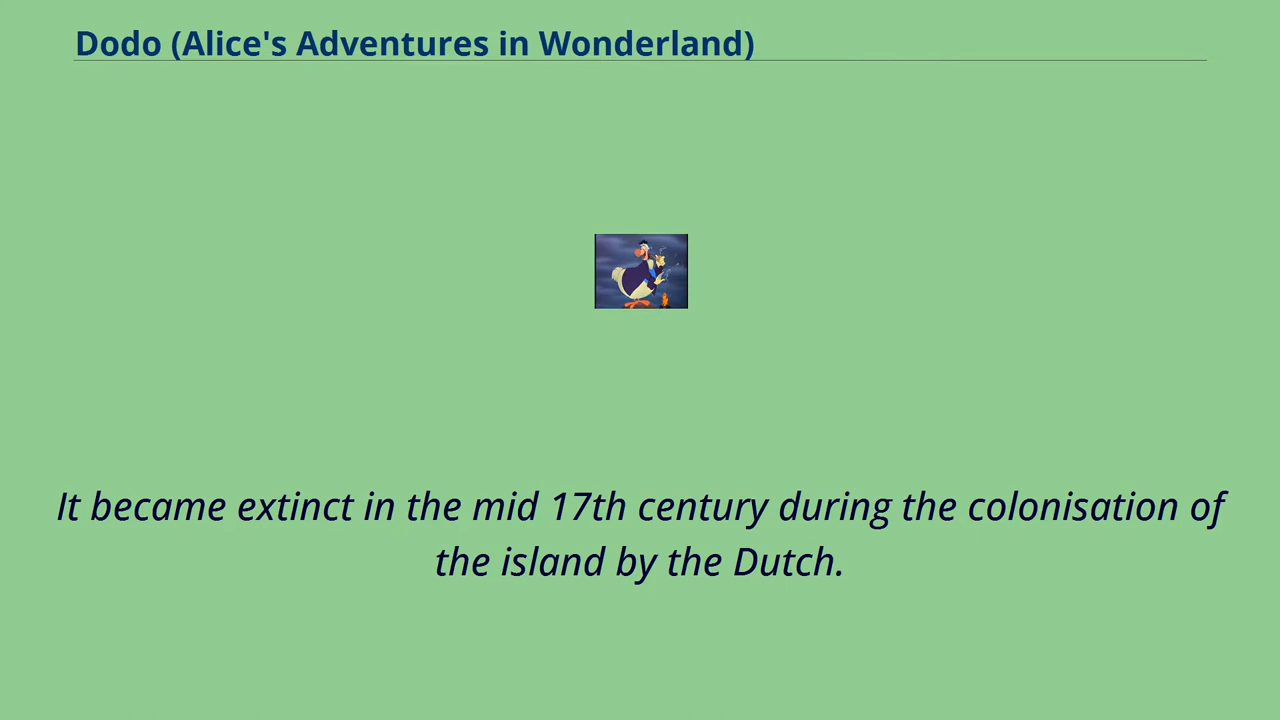 Dodo (Alice's Adventures in Wonderland)
It became extinct in the mid 17th century during the colonisation of
the island by the Dutch.